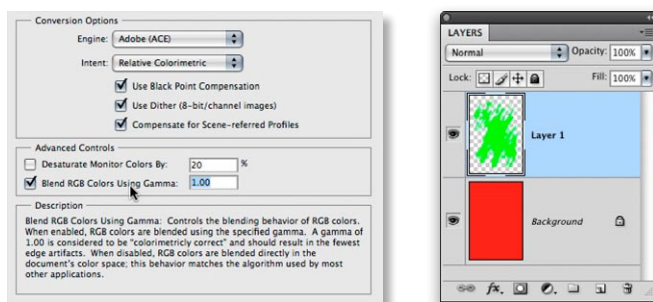 Conversion Options
Engine: Adobe (ACE)
Intent: Relative Colorimetric
Use Black Point Compensation
Use Dither (8-bit/channel images)
Compensate for Scene-referred Profiles
Advanced Controls
Desaturate Monitor Colors By: 20 %
Blend RGB Colors Using Gamma: 1.00
Description
Blend RGB Colors Using Gamma: Controls the blending behavior of RGB colors.
When enabled, RGB colors are blended using the specified gamma. A gamma of
1.00 is considered to be "colorimetricly correct" and should result in the fewest
edge artifacts. When disabled, RGB colors are blended directly in the
document's color space; this behavior matches the algorithm used by most
other applications.
LAYERS
Normal Opacity: 100%
Lock: Fill: 100%
Layer 1
Background
fx.